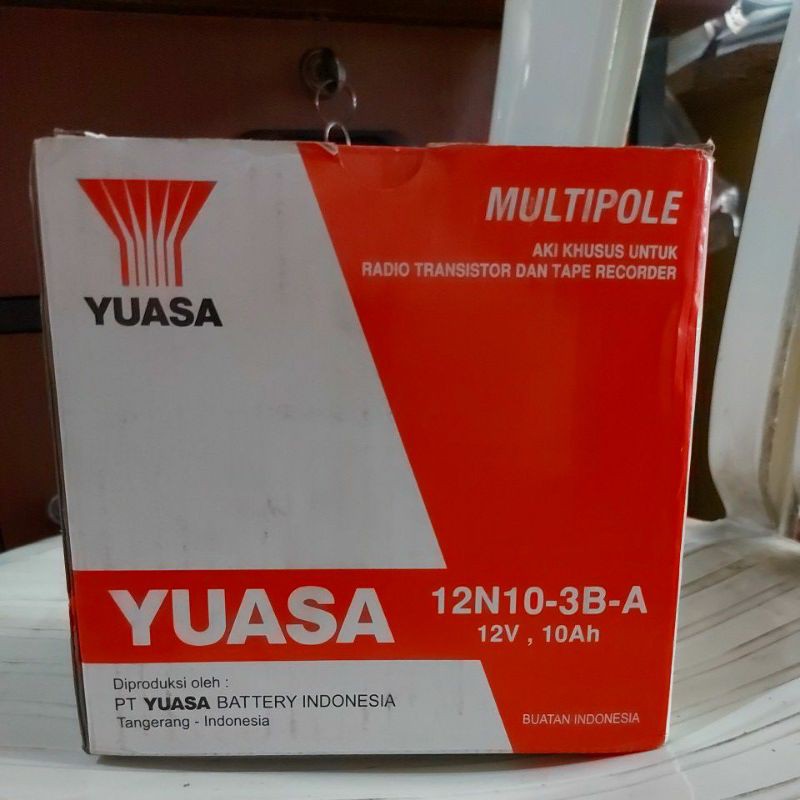 YUASA
MULTIPOLE
AKI KHUSUS UNTUK
RADIO TRANSISTOR DAN TAPE RECORDER
YUASA
12N10-3B-A
12V , 10Ah
Diproduksi oleh :
PT YUASA BATTERY INDONESIA
Tangerang - Indonesia
BUATAN INDONESIA